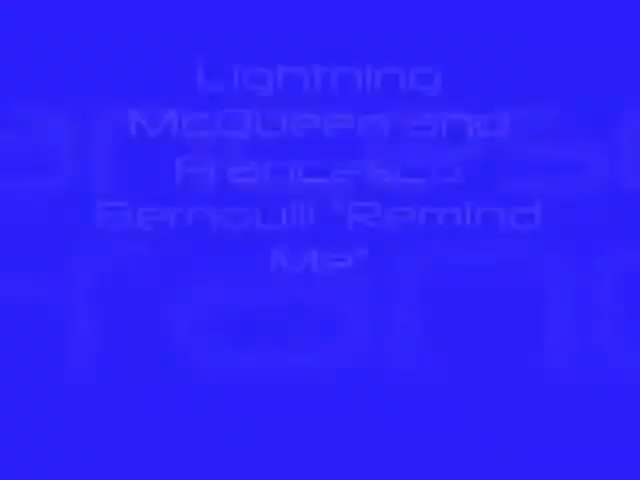 Lightning
McQueen and
Francesco
Bernoulli "Remind
Me"